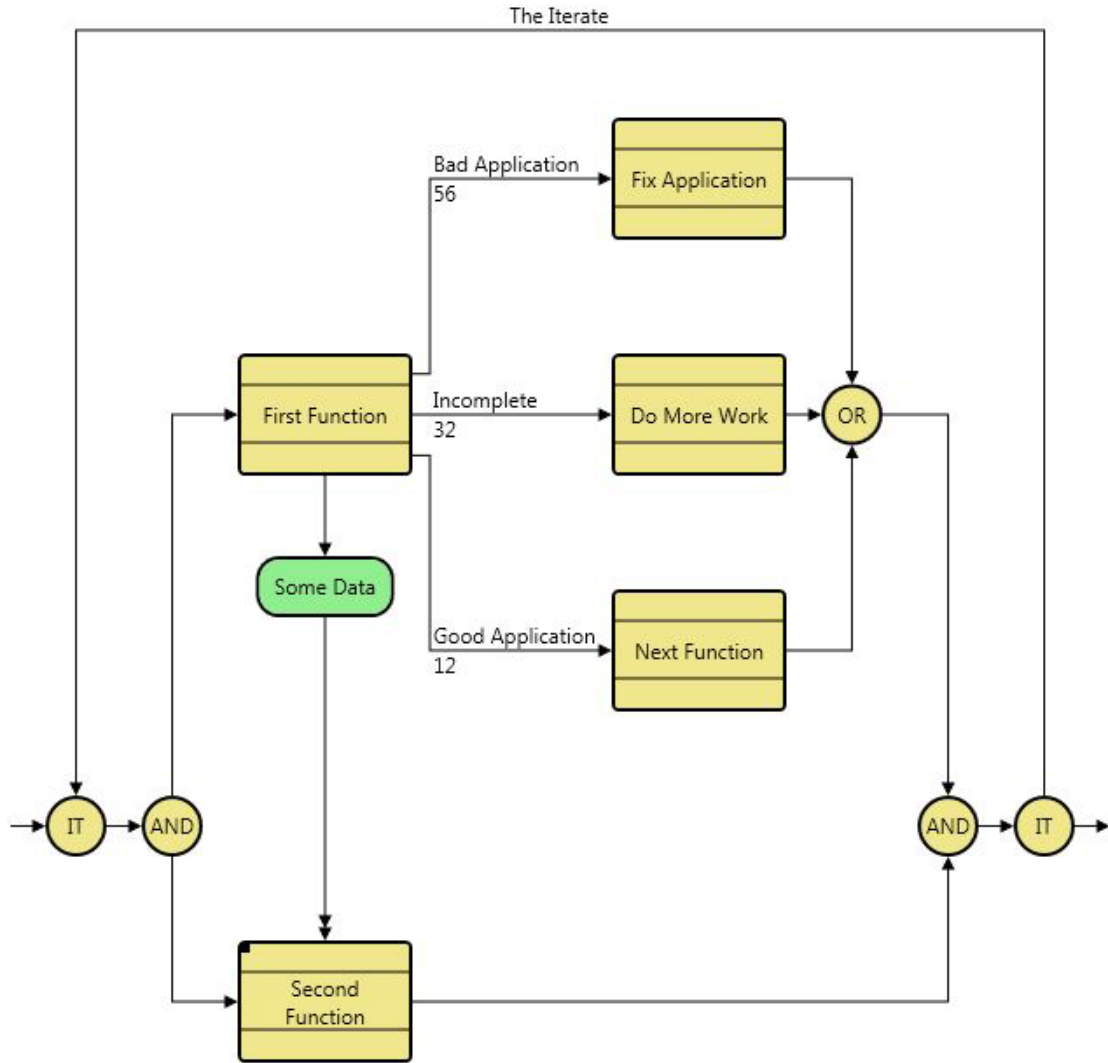 The Iterate
Bad Application
56
Fix Application
First Function
Incomplete
32
Do More Work
OR
Some Data
Good Application
12
Next Function
IT
AND
AND
IT
Second
Function